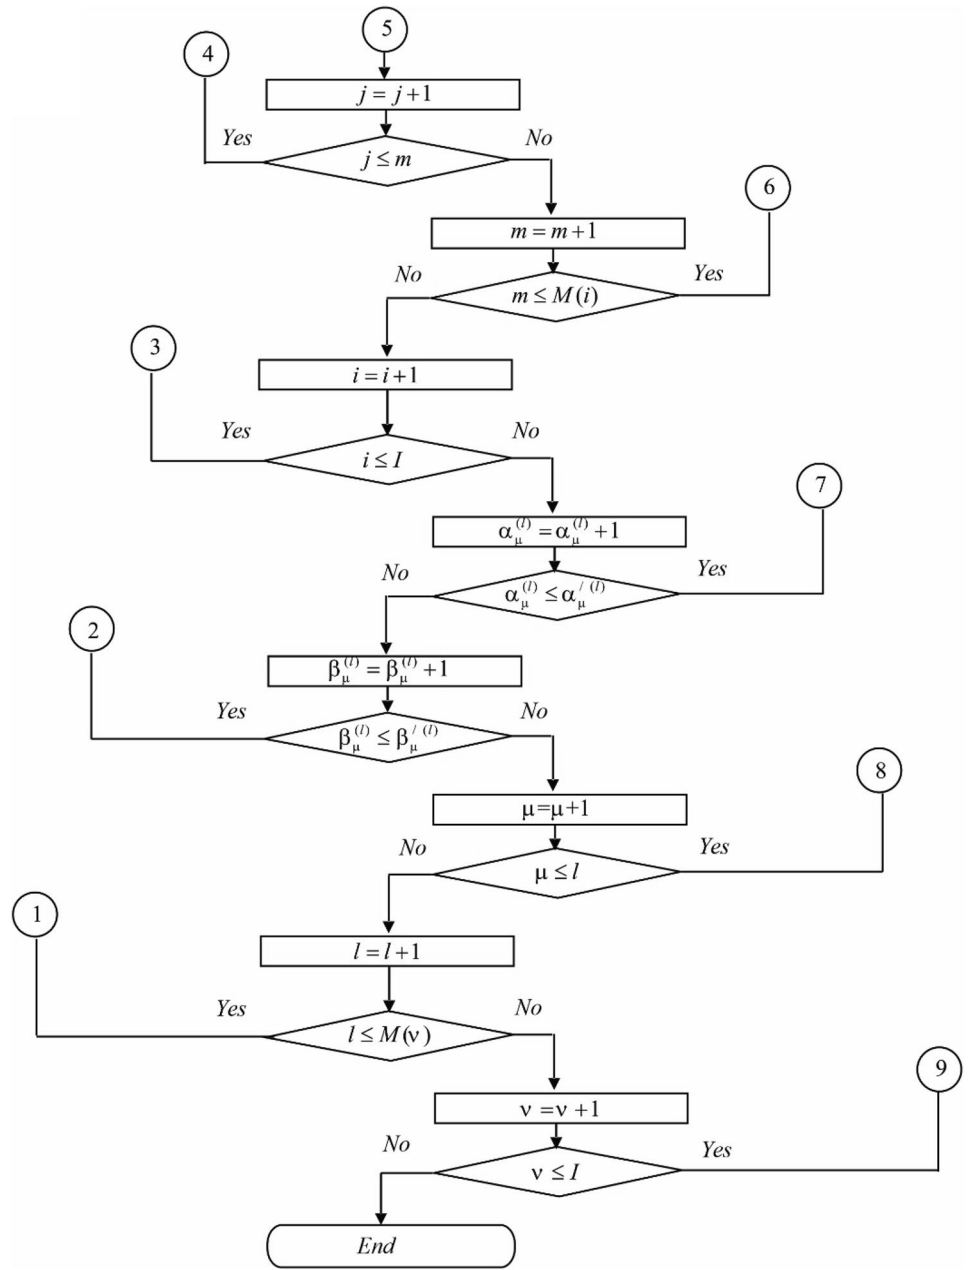 5
4
j = j+1
Yes
No
j ≤ m
6
m = m+1
No
Yes
m ≤ M(i)
3
i = i+1
Yes
No
i ≤ I
7
α_μ^(l) = α_μ^(l) + 1
No
Yes
α_μ^(l) ≤ α_μ^/ (l)
2
β_μ^(l) = β_μ^(l) + 1
Yes
No
β_μ^(l) ≤ β_μ^/ (l)
8
μ=μ+1
No
Yes
μ ≤ l
1
l = l+1
Yes
No
l ≤ M(ν)
9
ν = ν +1
No
Yes
ν ≤ I
End